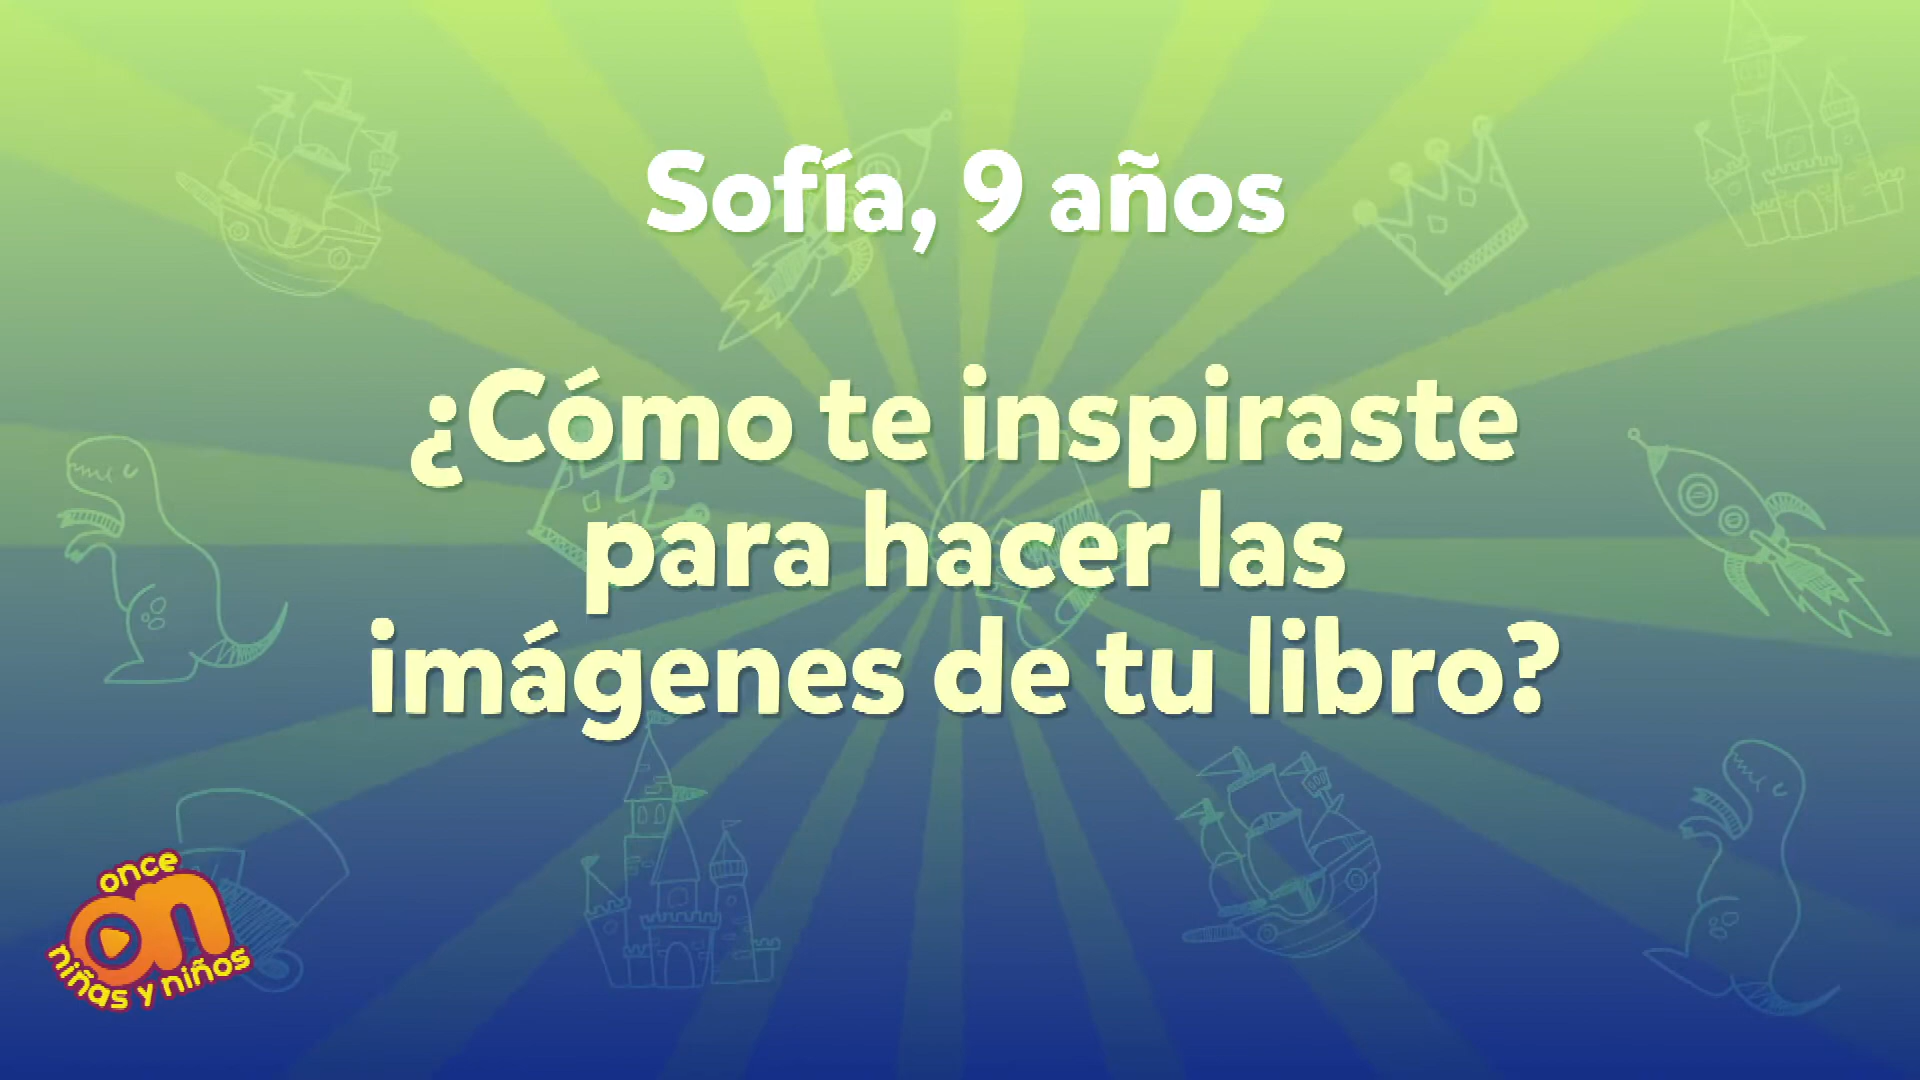 Sofía, 9 años
¿Cómo te inspiraste
para hacer las
imágenes de tu libro?
once
on
niñas y niños